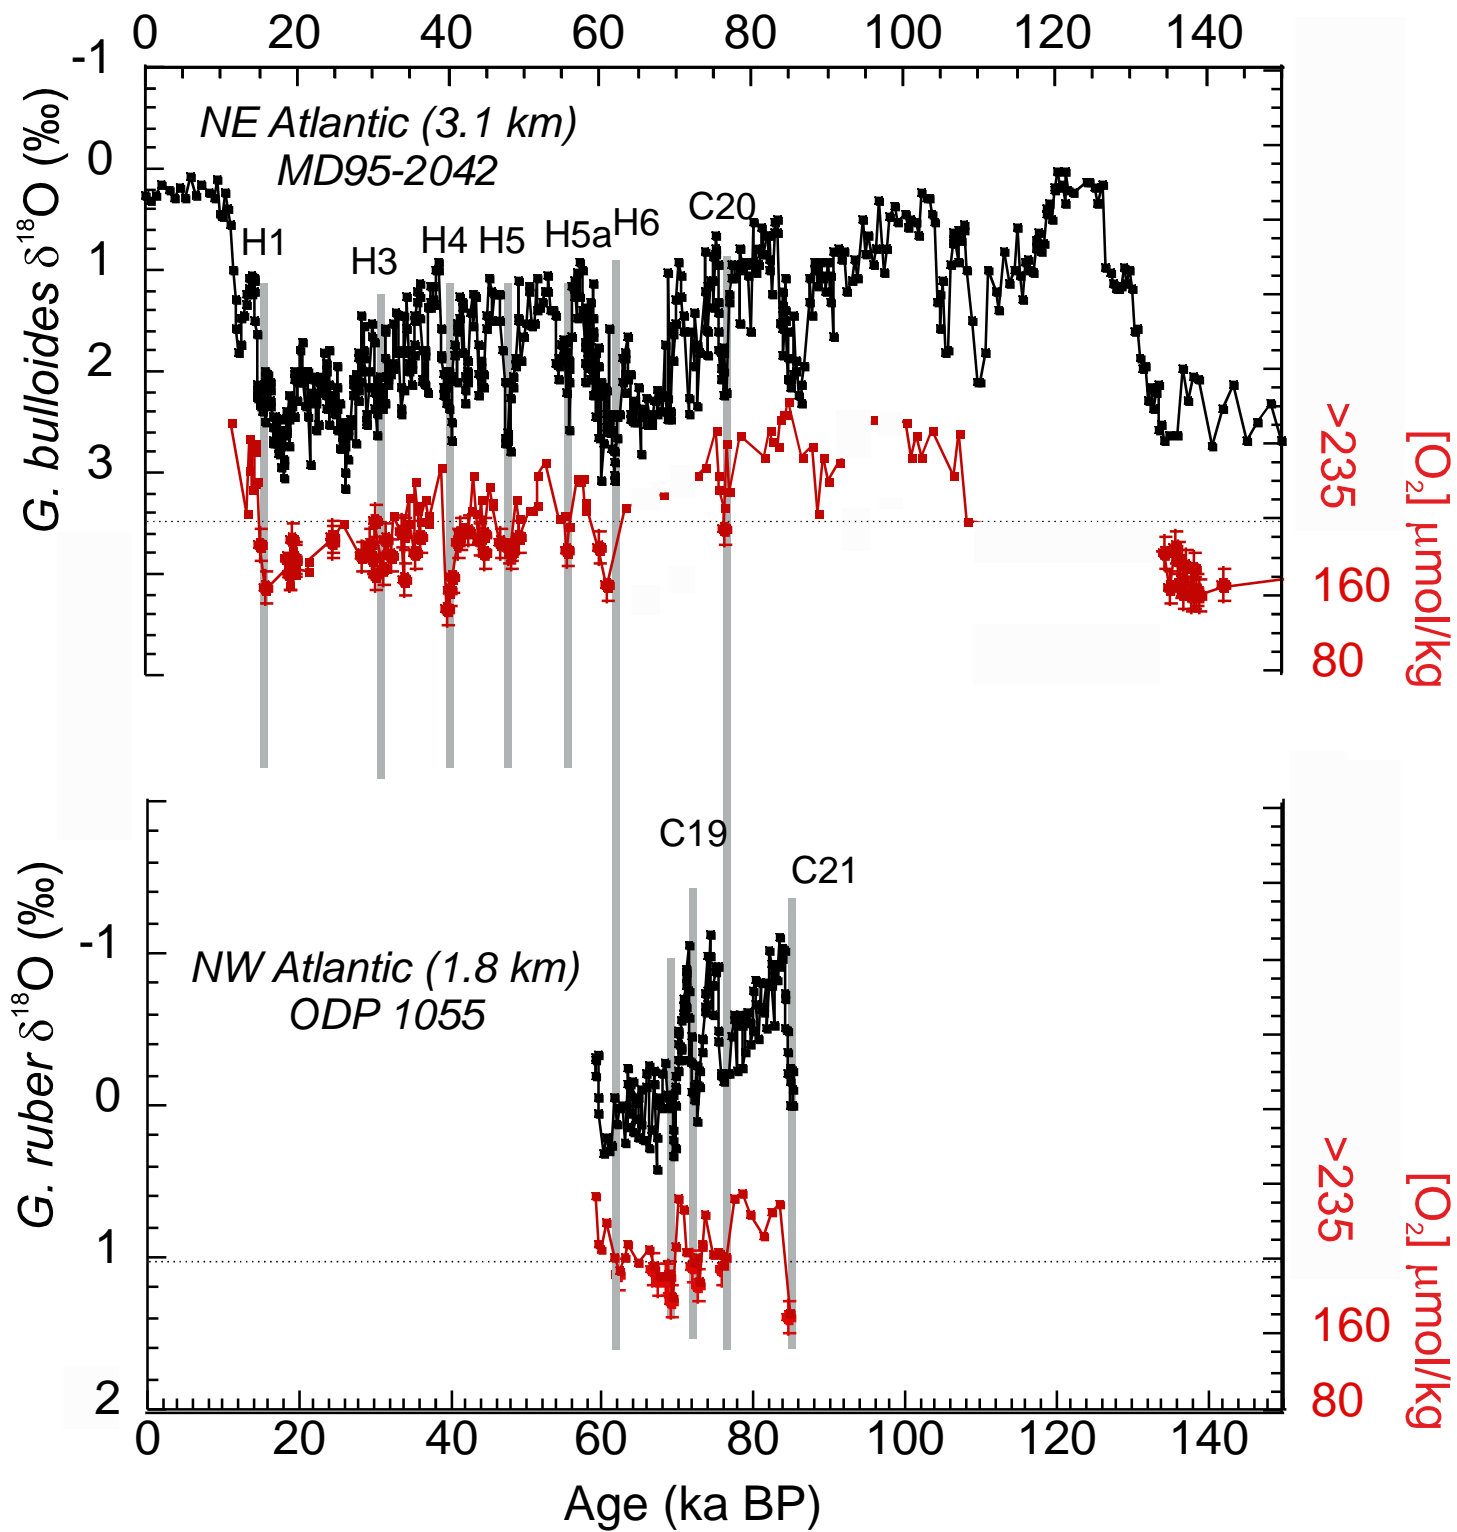 0 20 40 60 80 100 120 140
-1
0
1
2
3
G. bulloides δ¹⁸O (‰)
NE Atlantic (3.1 km)
MD95-2042
H1
H3
H4
H5
H5a
H6
C20
>235
160
80
[O₂] μmol/kg
C19
C21
-1
0
1
2
G. ruber δ¹⁸O (‰)
NW Atlantic (1.8 km)
ODP 1055
>235
160
80
[O₂] μmol/kg
0 20 40 60 80 100 120 140
Age (ka BP)